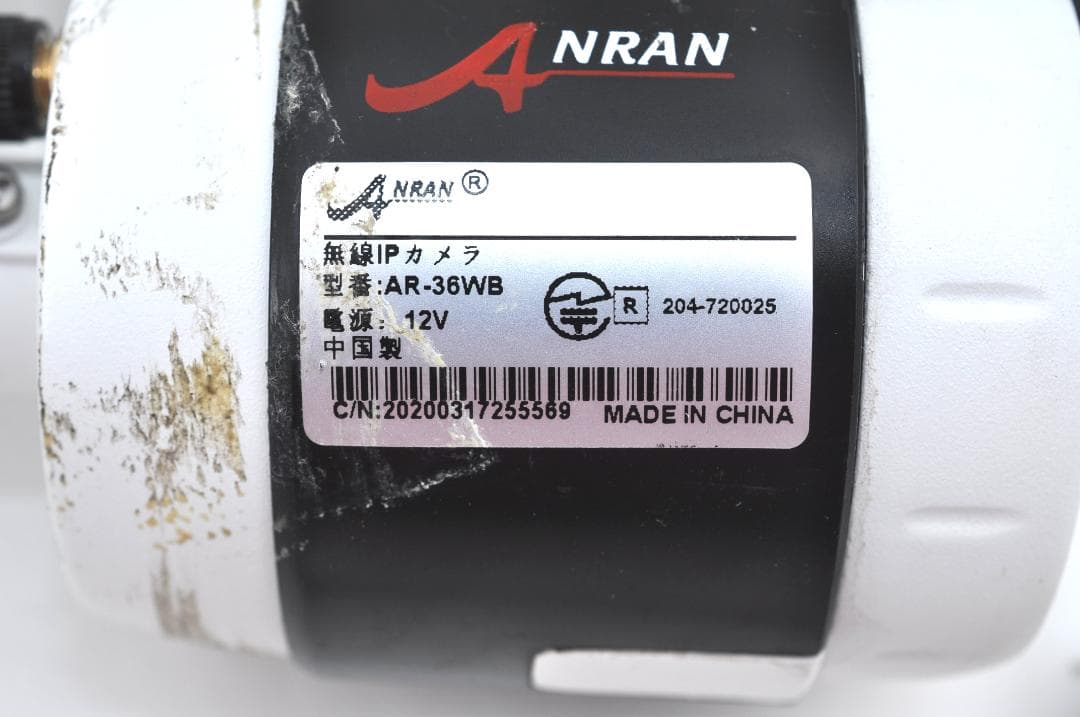 ANRAN
ANRAN ®
無線IPカメラ
型番:AR-36WB
電源: 12V
R 204-720025
中国製
C/N:20200317255569 MADE IN CHINA